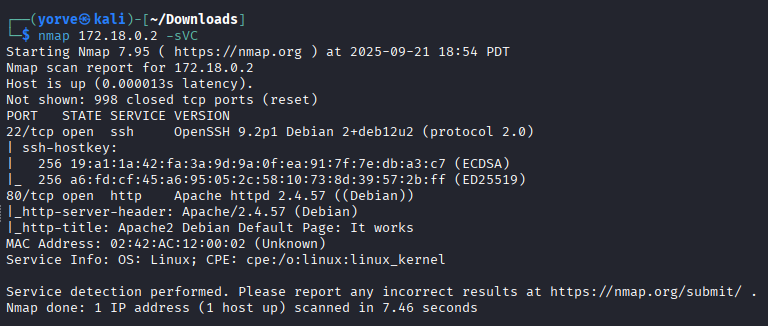 ┌──(yorve㉿kali)-[~/Downloads]
└─$ nmap 172.18.0.2 -sVC
Starting Nmap 7.95 ( https://nmap.org ) at 2025-09-21 18:54 PDT
Nmap scan report for 172.18.0.2
Host is up (0.000013s latency).
Not shown: 998 closed tcp ports (reset)
PORT   STATE SERVICE VERSION
22/tcp open  ssh     OpenSSH 9.2p1 Debian 2+deb12u2 (protocol 2.0)
| ssh-hostkey:
|   256 19:a1:1a:42:fa:3a:9d:9a:0f:ea:91:7f:7e:db:a3:c7 (ECDSA)
|_  256 a6:fd:cf:45:a6:95:05:2c:58:10:73:8d:39:57:2b:ff (ED25519)
80/tcp open  http    Apache httpd 2.4.57 ((Debian))
|_http-server-header: Apache/2.4.57 (Debian)
|_http-title: Apache2 Debian Default Page: It works
MAC Address: 02:42:AC:12:00:02 (Unknown)
Service Info: OS: Linux; CPE: cpe:/o:linux:linux_kernel

Service detection performed. Please report any incorrect results at https://nmap.org/submit/ .
Nmap done: 1 IP address (1 host up) scanned in 7.46 seconds